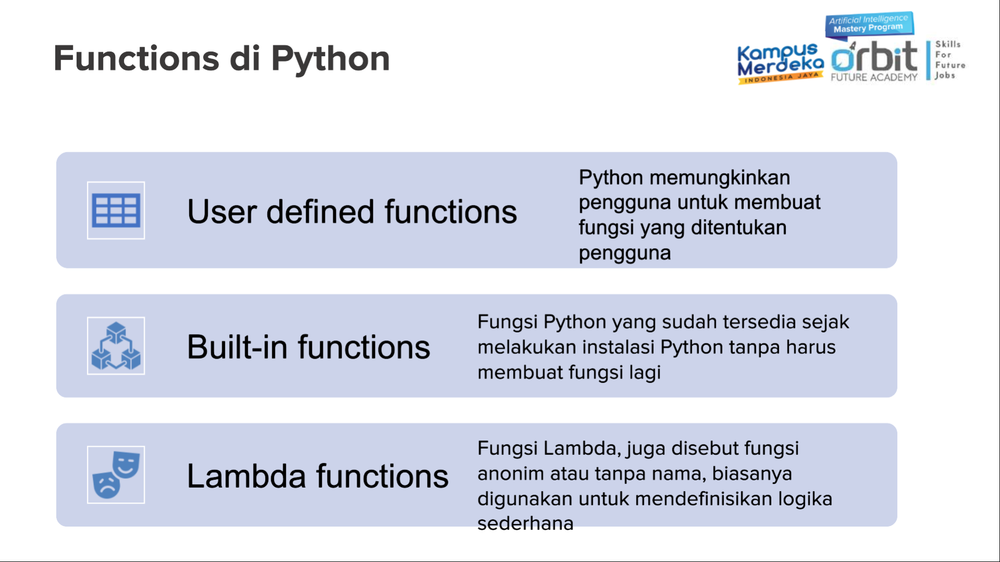 Functions di Python
Artificial Intelligence
Mastery Program
Kampus
Merdeka
INDONESIA JAYA
orbit
FUTURE ACADEMY
Skills
For
Future
Jobs
User defined functions
Python memungkinkan
pengguna untuk membuat
fungsi yang ditentukan
pengguna
Built-in functions
Fungsi Python yang sudah tersedia sejak
melakukan instalasi Python tanpa harus
membuat fungsi lagi
Lambda functions
Fungsi Lambda, juga disebut fungsi
anonim atau tanpa nama, biasanya
digunakan untuk mendefinisikan logika
sederhana